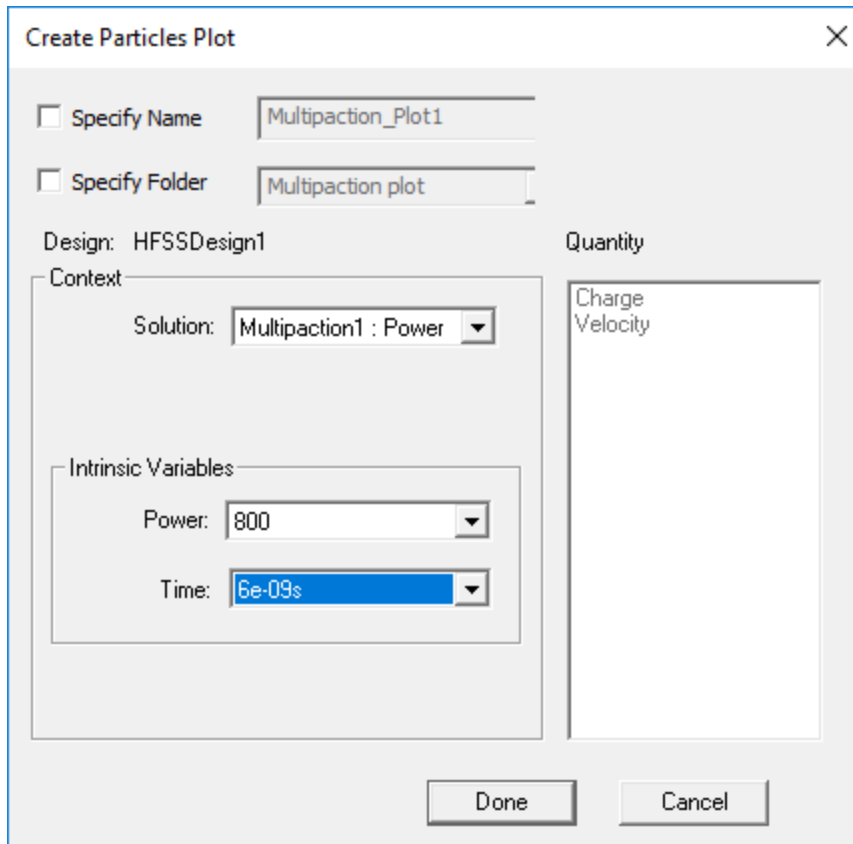 Create Particles Plot
Specify Name
Multipaction_Plot1
Specify Folder
Multipaction plot
Design: HFSSDesign1
Quantity
Context
Solution: Multipaction1 : Power
Charge
Velocity
Intrinsic Variables
Power: 800
Time: 6e-09s
Done
Cancel